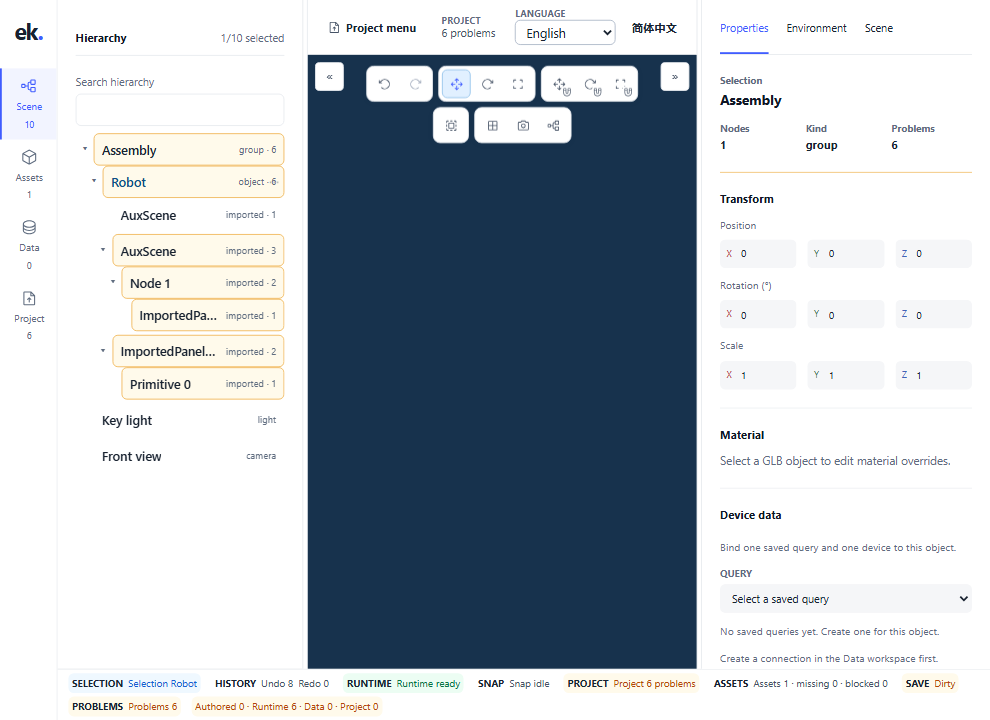 ek.
Scene
10
Assets
1
Data
0
Project
6
Hierarchy
1/10 selected
Search hierarchy
Assembly
group · 6
Robot
object · 6
AuxScene
imported · 1
AuxScene
imported · 3
Node 1
imported · 2
ImportedPa...
imported · 1
ImportedPanel...
imported · 2
Primitive 0
imported · 1
Key light
light
Front view
camera
Project menu
PROJECT
6 problems
LANGUAGE
English
简体中文
«
»
Properties
Environment
Scene
Selection
Assembly
Nodes
Kind
Problems
1
group
6
Transform
Position
X 0
Y 0
Z 0
Rotation (°)
X 0
Y 0
Z 0
Scale
X 1
Y 1
Z 1
Material
Select a GLB object to edit material overrides.
Device data
Bind one saved query and one device to this object.
QUERY
Select a saved query
No saved queries yet. Create one for this object.
Create a connection in the Data workspace first.
SELECTION Selection Robot
HISTORY Undo 8 Redo 0
RUNTIME Runtime ready
SNAP Snap idle
PROJECT Project 6 problems
ASSETS Assets 1 · missing 0 · blocked 0
SAVE Dirty
PROBLEMS Problems 6
Authored 0 · Runtime 6 · Data 0 · Project 0